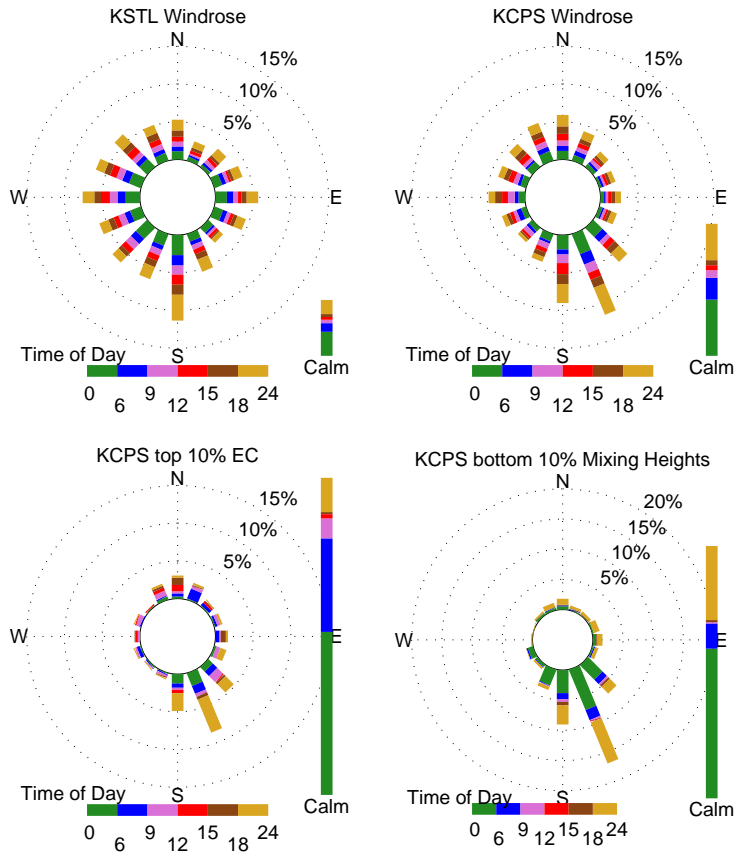 KSTL Windrose
N
15%
10%
5%
W
E
S
Time of Day
Calm
0 6 9 12 15 18 24
KCPS Windrose
N
15%
10%
5%
W
E
S
Time of Day
Calm
0 6 9 12 15 18 24
KCPS top 10% EC
N
15%
10%
5%
W
E
S
Time of Day
Calm
0 6 9 12 15 18 24
KCPS bottom 10% Mixing Heights
N
20%
15%
10%
5%
W
E
S
Time of Day
Calm
0 6 9 12 15 18 24